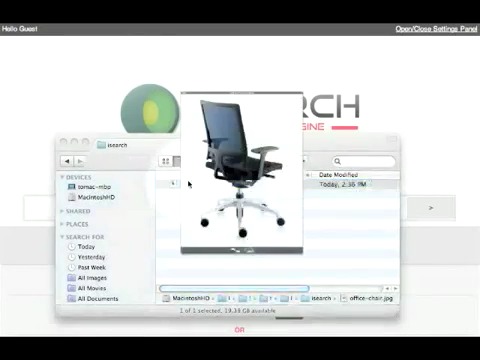 Hello Guest
Open/Close Settings Panel
RCH
GINE
isearch
DEVICES
tomac-mbp
MacintoshHD
SHARED
PLACES
SEARCH FOR
Today
Yesterday
Past Week
All Images
All Movies
All Documents
Date Modified
Today, 2:36 PM
>
MacintoshHD
isearch
office-chair.jpg
1 of 1 selected, 19.38 GB available
OR